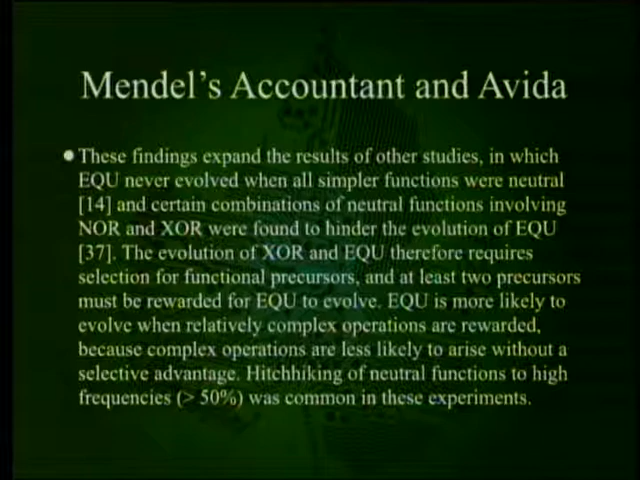 Mendel's Accountant and Avida
These findings expand the results of other studies, in which
EQU never evolved when all simpler functions were neutral
[14] and certain combinations of neutral functions involving
NOR and XOR were found to hinder the evolution of EQU
[37]. The evolution of XOR and EQU therefore requires
selection for functional precursors, and at least two precursors
must be rewarded for EQU to evolve. EQU is more likely to
evolve when relatively complex operations are rewarded,
because complex operations are less likely to arise without a
selective advantage. Hitchhiking of neutral functions to high
frequencies (> 50%) was common in these experiments.